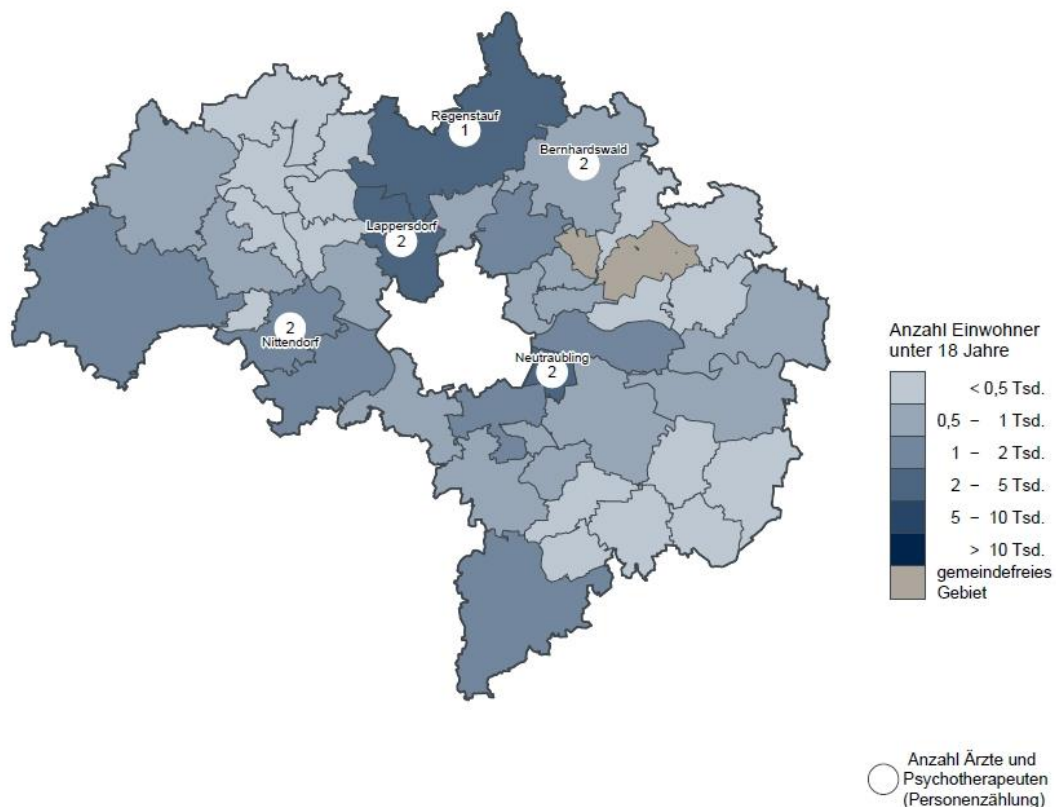 Regenstauf
1
Bernhardswald
2
Lappersdorf
2
2
Nittendorf
Neutraubling
2
Anzahl Einwohner
unter 18 Jahre
< 0,5 Tsd.
0,5 – 1 Tsd.
1 – 2 Tsd.
2 – 5 Tsd.
5 – 10 Tsd.
> 10 Tsd.
gemeindefreies
Gebiet
Anzahl Ärzte und
Psychotherapeuten
(Personenzählung)